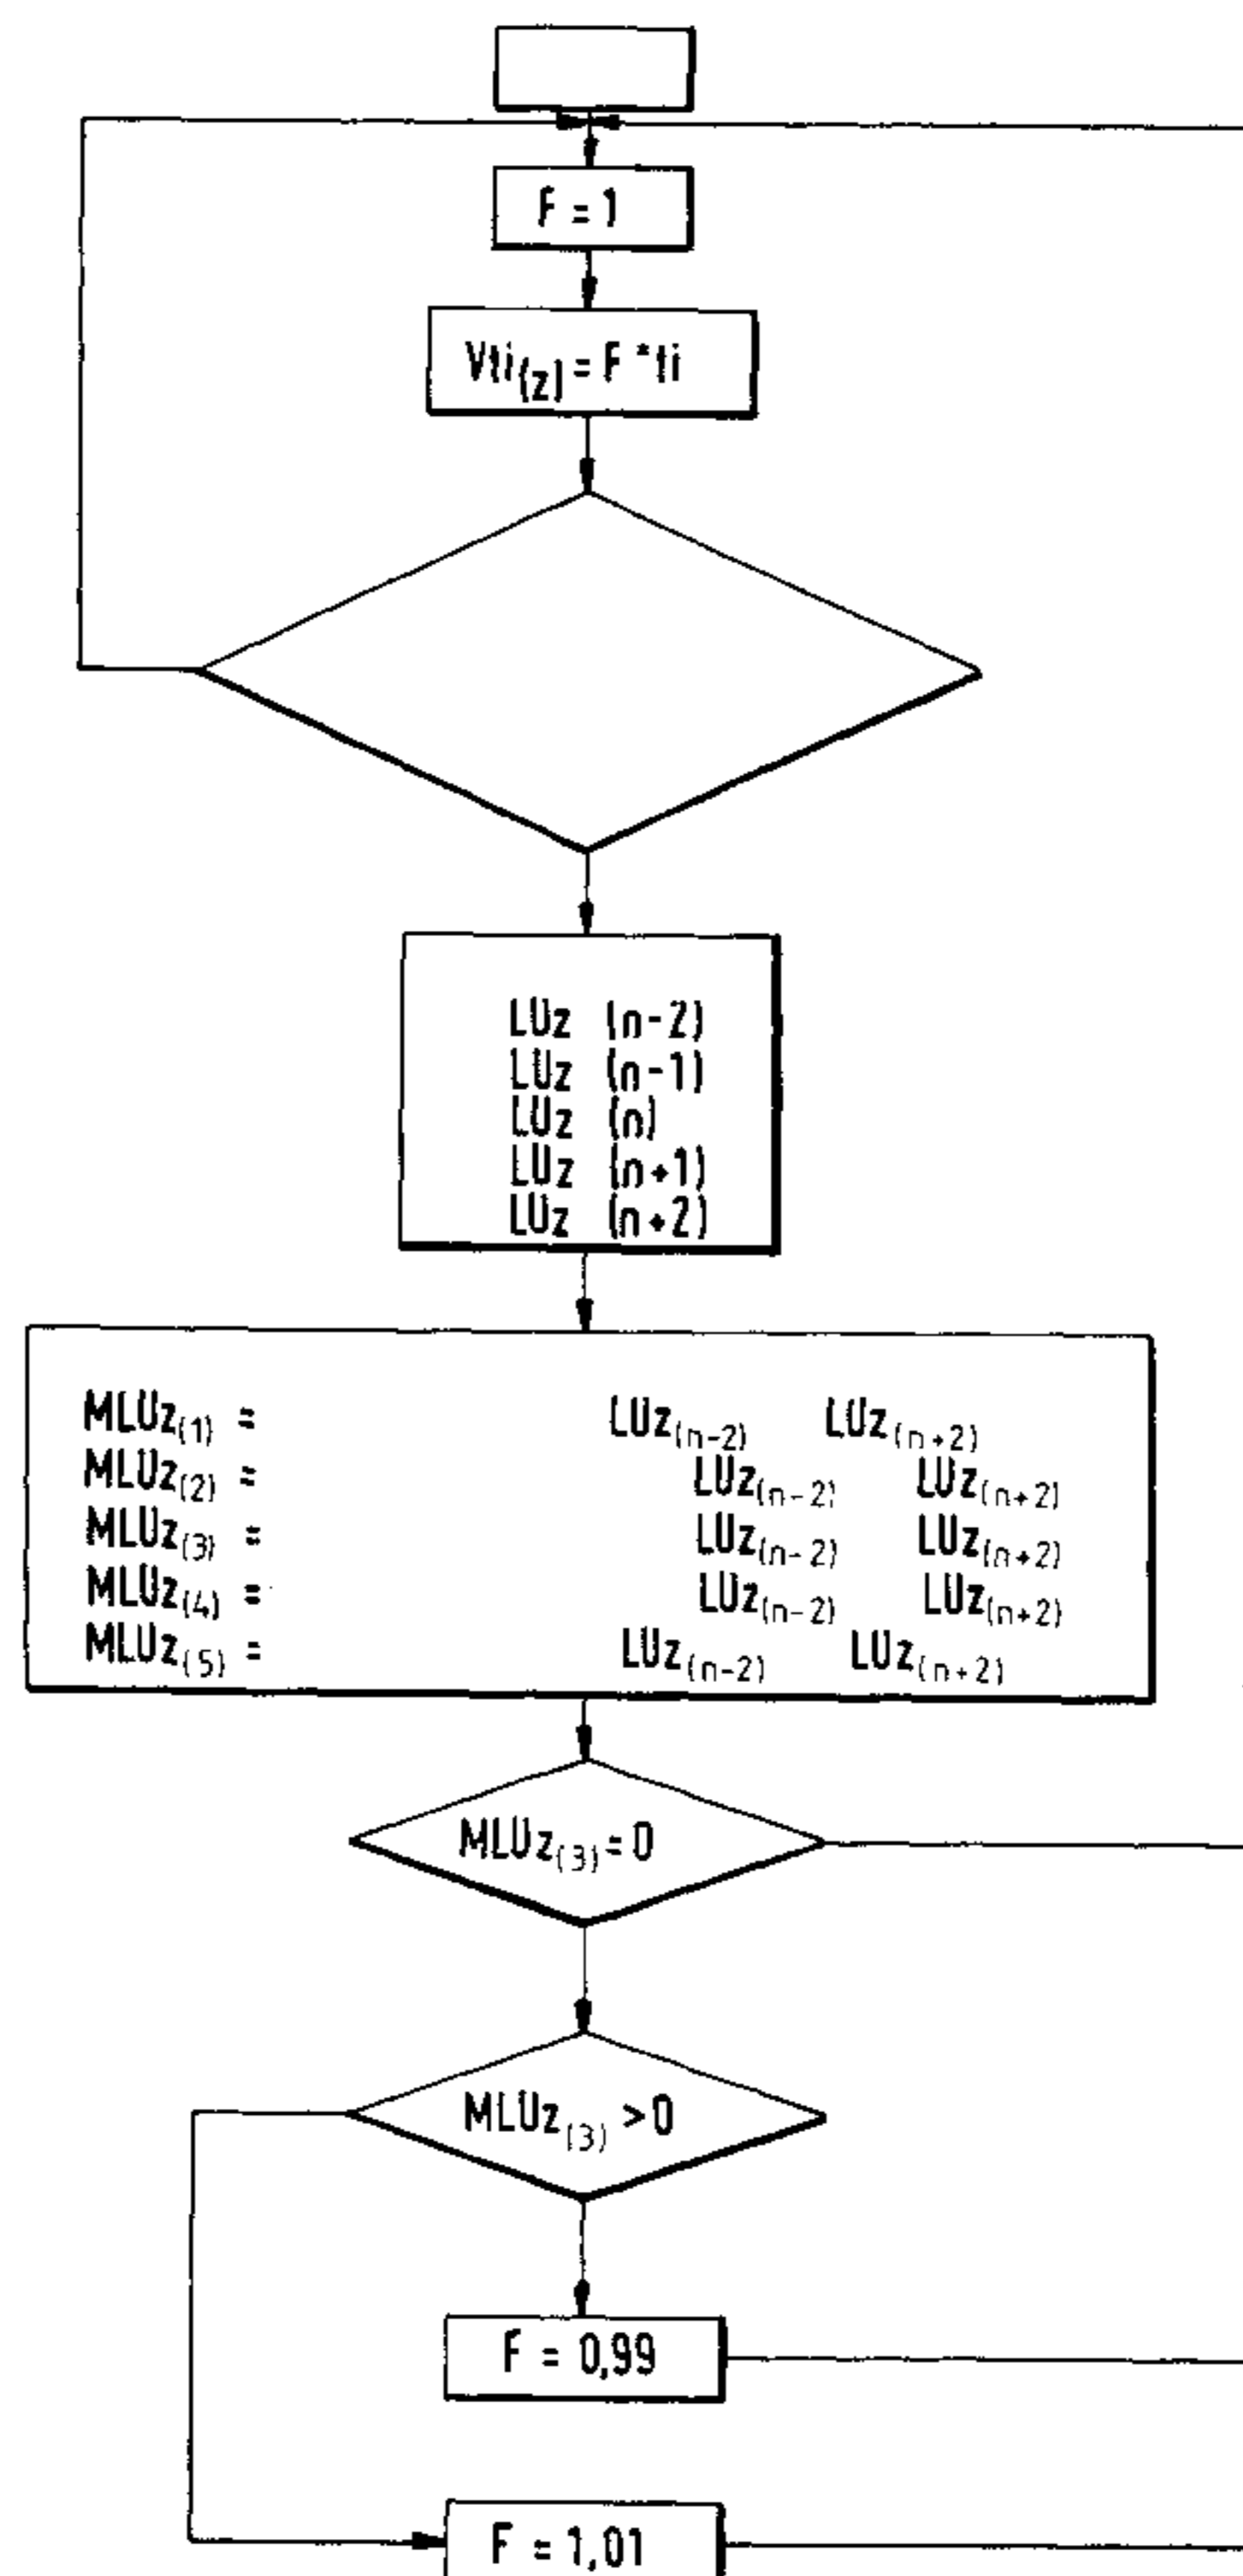 F = 1
Vti(z) = F * ti
LUz (n-2)
LUz (n-1)
LUz (n)
LUz (n+1)
LUz (n+2)
MLUz(1) = LUz(n-2) LUz(n+2)
MLUz(2) = LUz(n-2) LUz(n+2)
MLUz(3) = LUz(n-2) LUz(n+2)
MLUz(4) = LUz(n-2) LUz(n+2)
MLUz(5) = LUz(n-2) LUz(n+2)
MLUz(3) = 0
MLUz(3) > 0
F = 0,99
F = 1,01